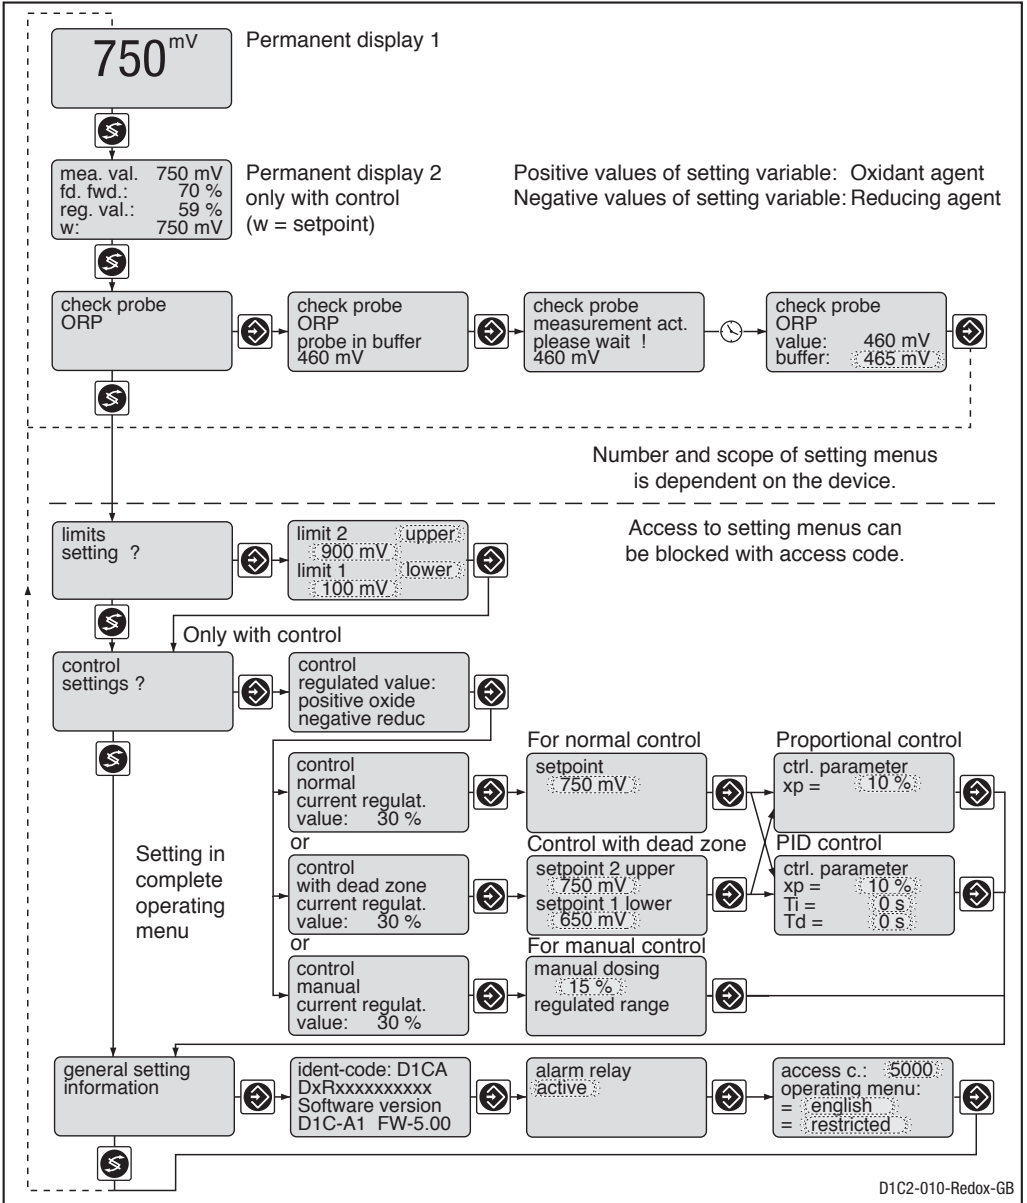 750 mV
Permanent display 1
mea. val. 750 mV
fd. fwd.: 70 %
reg. val.: 59 %
w: 750 mV
Permanent display 2
only with control
(w = setpoint)
Positive values of setting variable: Oxidant agent
Negative values of setting variable: Reducing agent
check probe
ORP
check probe
ORP
probe in buffer
460 mV
check probe
measurement act.
please wait !
460 mV
check probe
ORP
value: 460 mV
buffer: 465 mV
Number and scope of setting menus
is dependent on the device.
Access to setting menus can
be blocked with access code.
limits
setting ?
limit 2 upper
900 mV
limit 1 lower
100 mV
Only with control
control
settings ?
control
regulated value:
positive oxide
negative reduc
control
normal
current regulat.
value: 30 %
For normal control
setpoint
750 mV
Proportional control
ctrl. parameter
xp = 10 %
or
Setting in
complete
operating
menu
control
with dead zone
current regulat.
value: 30 %
Control with dead zone
setpoint 2 upper
750 mV
setpoint 1 lower
650 mV
PID control
ctrl. parameter
xp = 10 %
Ti = 0 s
Td = 0 s
or
control
manual
current regulat.
value: 30 %
For manual control
manual dosing
15 %
regulated range
general setting
information
ident-code: D1CA
DxRxxxxxxxxxx
Software version
D1C-A1 FW-5.00
alarm relay
active
access c.: 5000
operating menu:
= english
= restricted
D1C2-010-Redox-GB